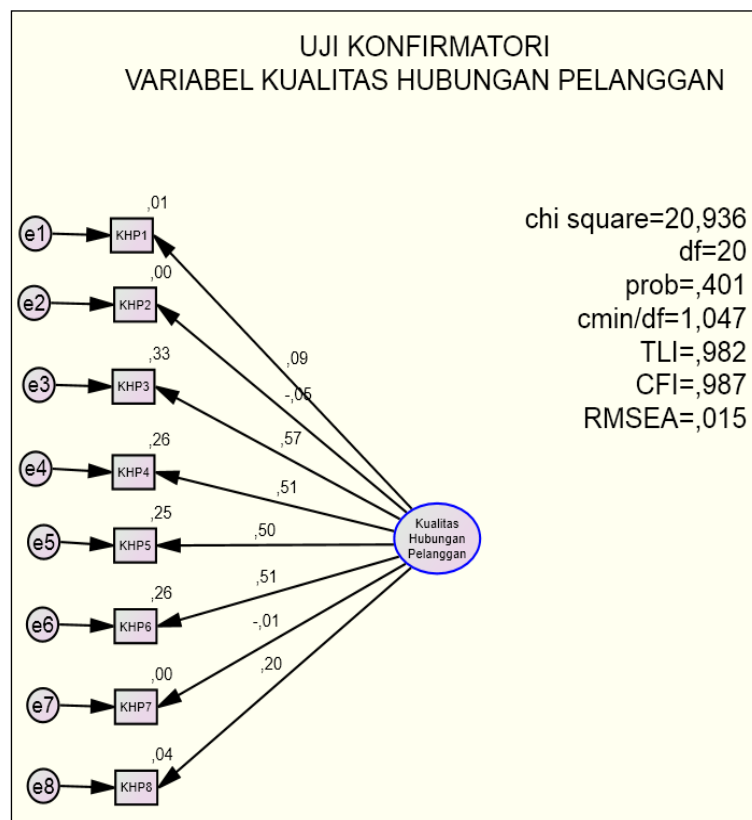 UJI KONFIRMATORI
VARIABEL KUALITAS HUBUNGAN PELANGGAN
chi square=20,936
df=20
prob=,401
cmin/df=1,047
TLI=,982
CFI=,987
RMSEA=,015
,01
e1
KHP1
,00
e2
KHP2
,09
,33
e3
KHP3
-,05
,57
,26
e4
KHP4
,51
,25
e5
KHP5
,50
Kualitas
Hubungan
Pelanggan
,26
e6
KHP6
,51
-,01
,00
e7
KHP7
,20
,04
e8
KHP8